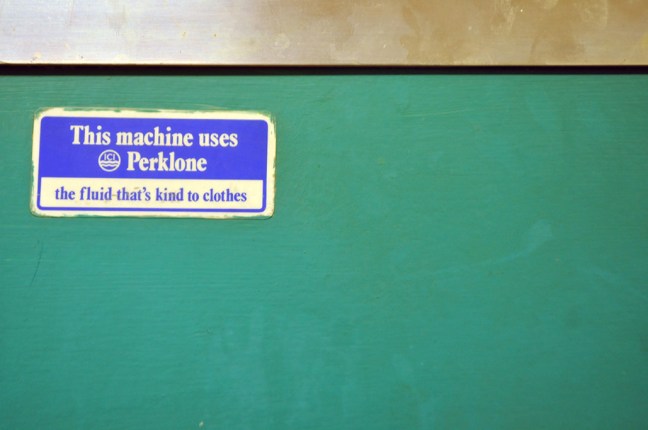 This machine uses
ICI Perklone
the fluid that's kind to clothes